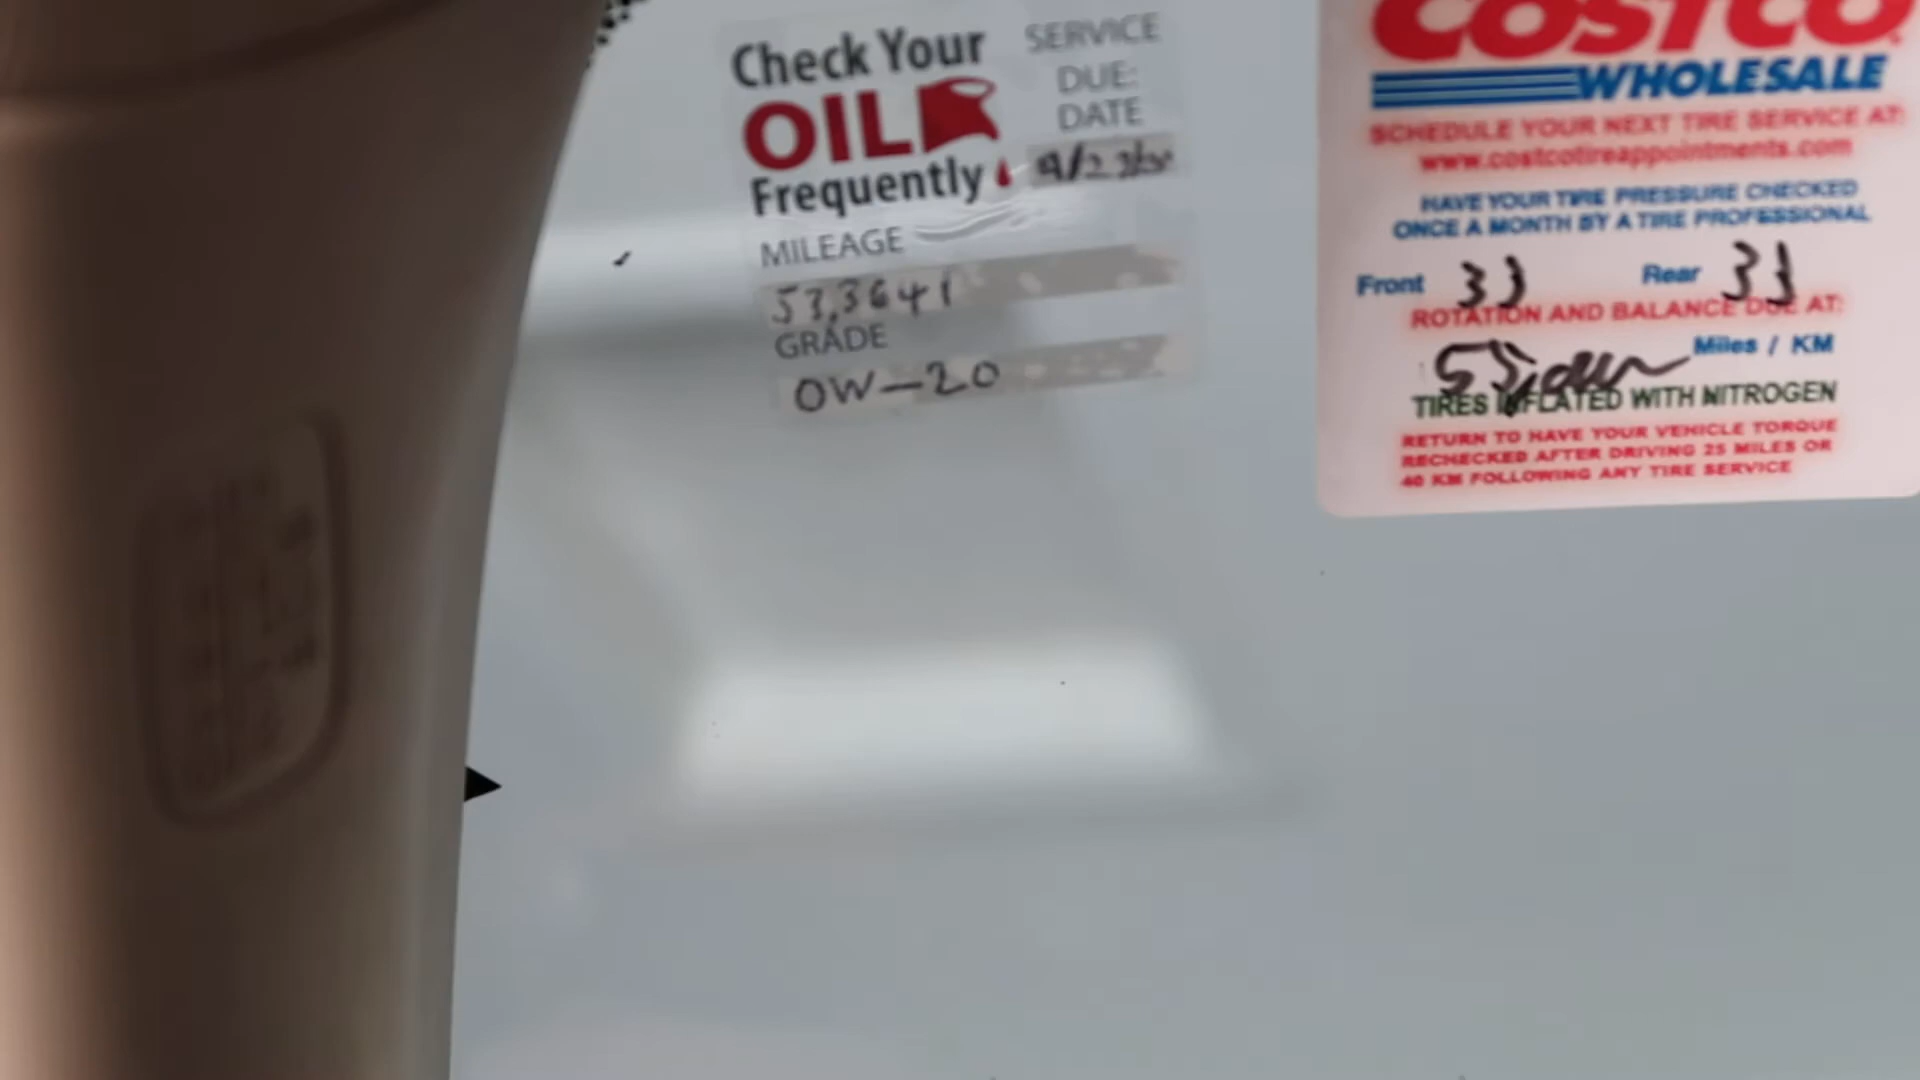 Check Your
OIL
Frequently
SERVICE
DUE:
DATE
MILEAGE
53,3641
GRADE
0W-20
COSTCO
WHOLESALE
SCHEDULE YOUR NEXT TIRE SERVICE AT:
www.costcotireappointments.com
HAVE YOUR TIRE PRESSURE CHECKED
ONCE A MONTH BY A TIRE PROFESSIONAL
Front 33 Rear 33
ROTATION AND BALANCE DUE AT:
Miles / KM
TIRES INFLATED WITH NITROGEN
RETURN TO HAVE YOUR VEHICLE TORQUE
RECHECKED AFTER DRIVING 25 MILES OR
40 KM FOLLOWING ANY TIRE SERVICE